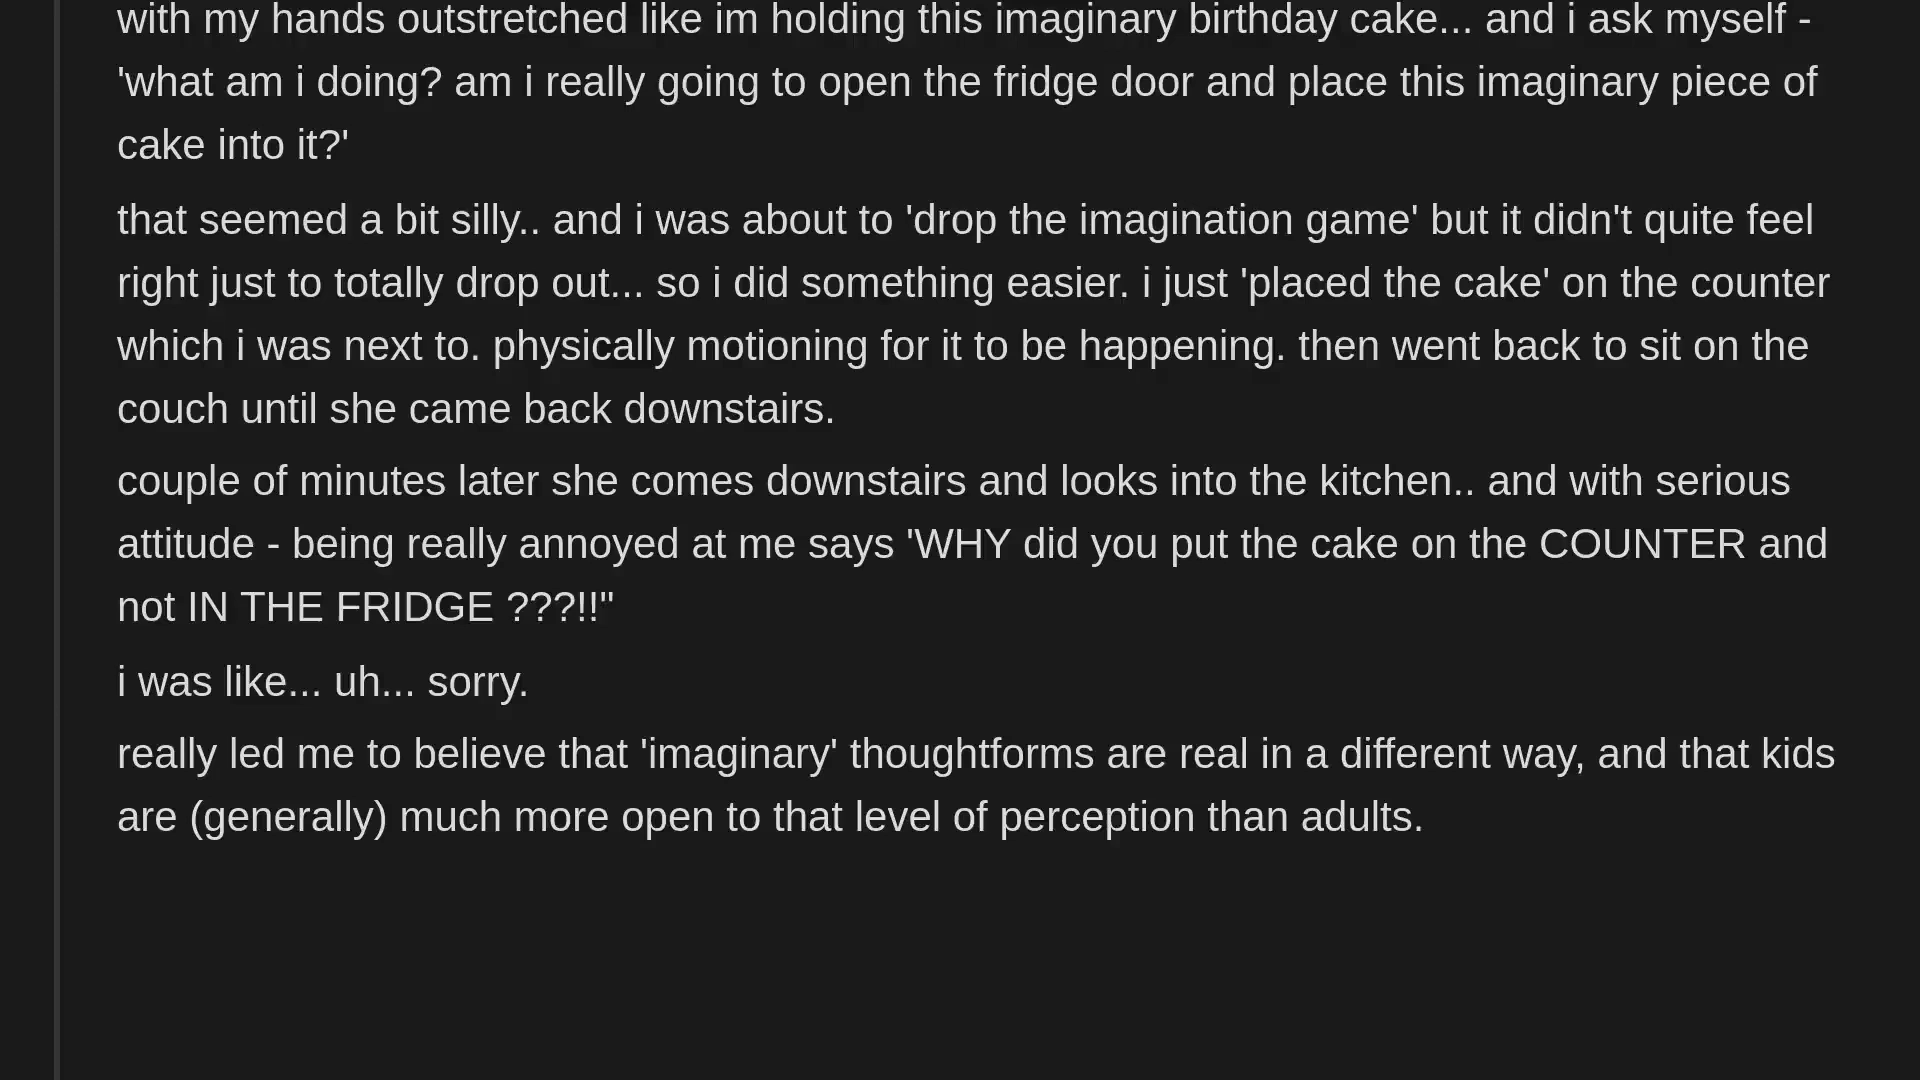 with my hands outstretched like im holding this imaginary birthday cake... and i ask myself -
'what am i doing? am i really going to open the fridge door and place this imaginary piece of
cake into it?'
that seemed a bit silly.. and i was about to 'drop the imagination game' but it didn't quite feel
right just to totally drop out... so i did something easier. i just 'placed the cake' on the counter
which i was next to. physically motioning for it to be happening. then went back to sit on the
couch until she came back downstairs.
couple of minutes later she comes downstairs and looks into the kitchen.. and with serious
attitude - being really annoyed at me says 'WHY did you put the cake on the COUNTER and
not IN THE FRIDGE ???!!"
i was like... uh... sorry.
really led me to believe that 'imaginary' thoughtforms are real in a different way, and that kids
are (generally) much more open to that level of perception than adults.